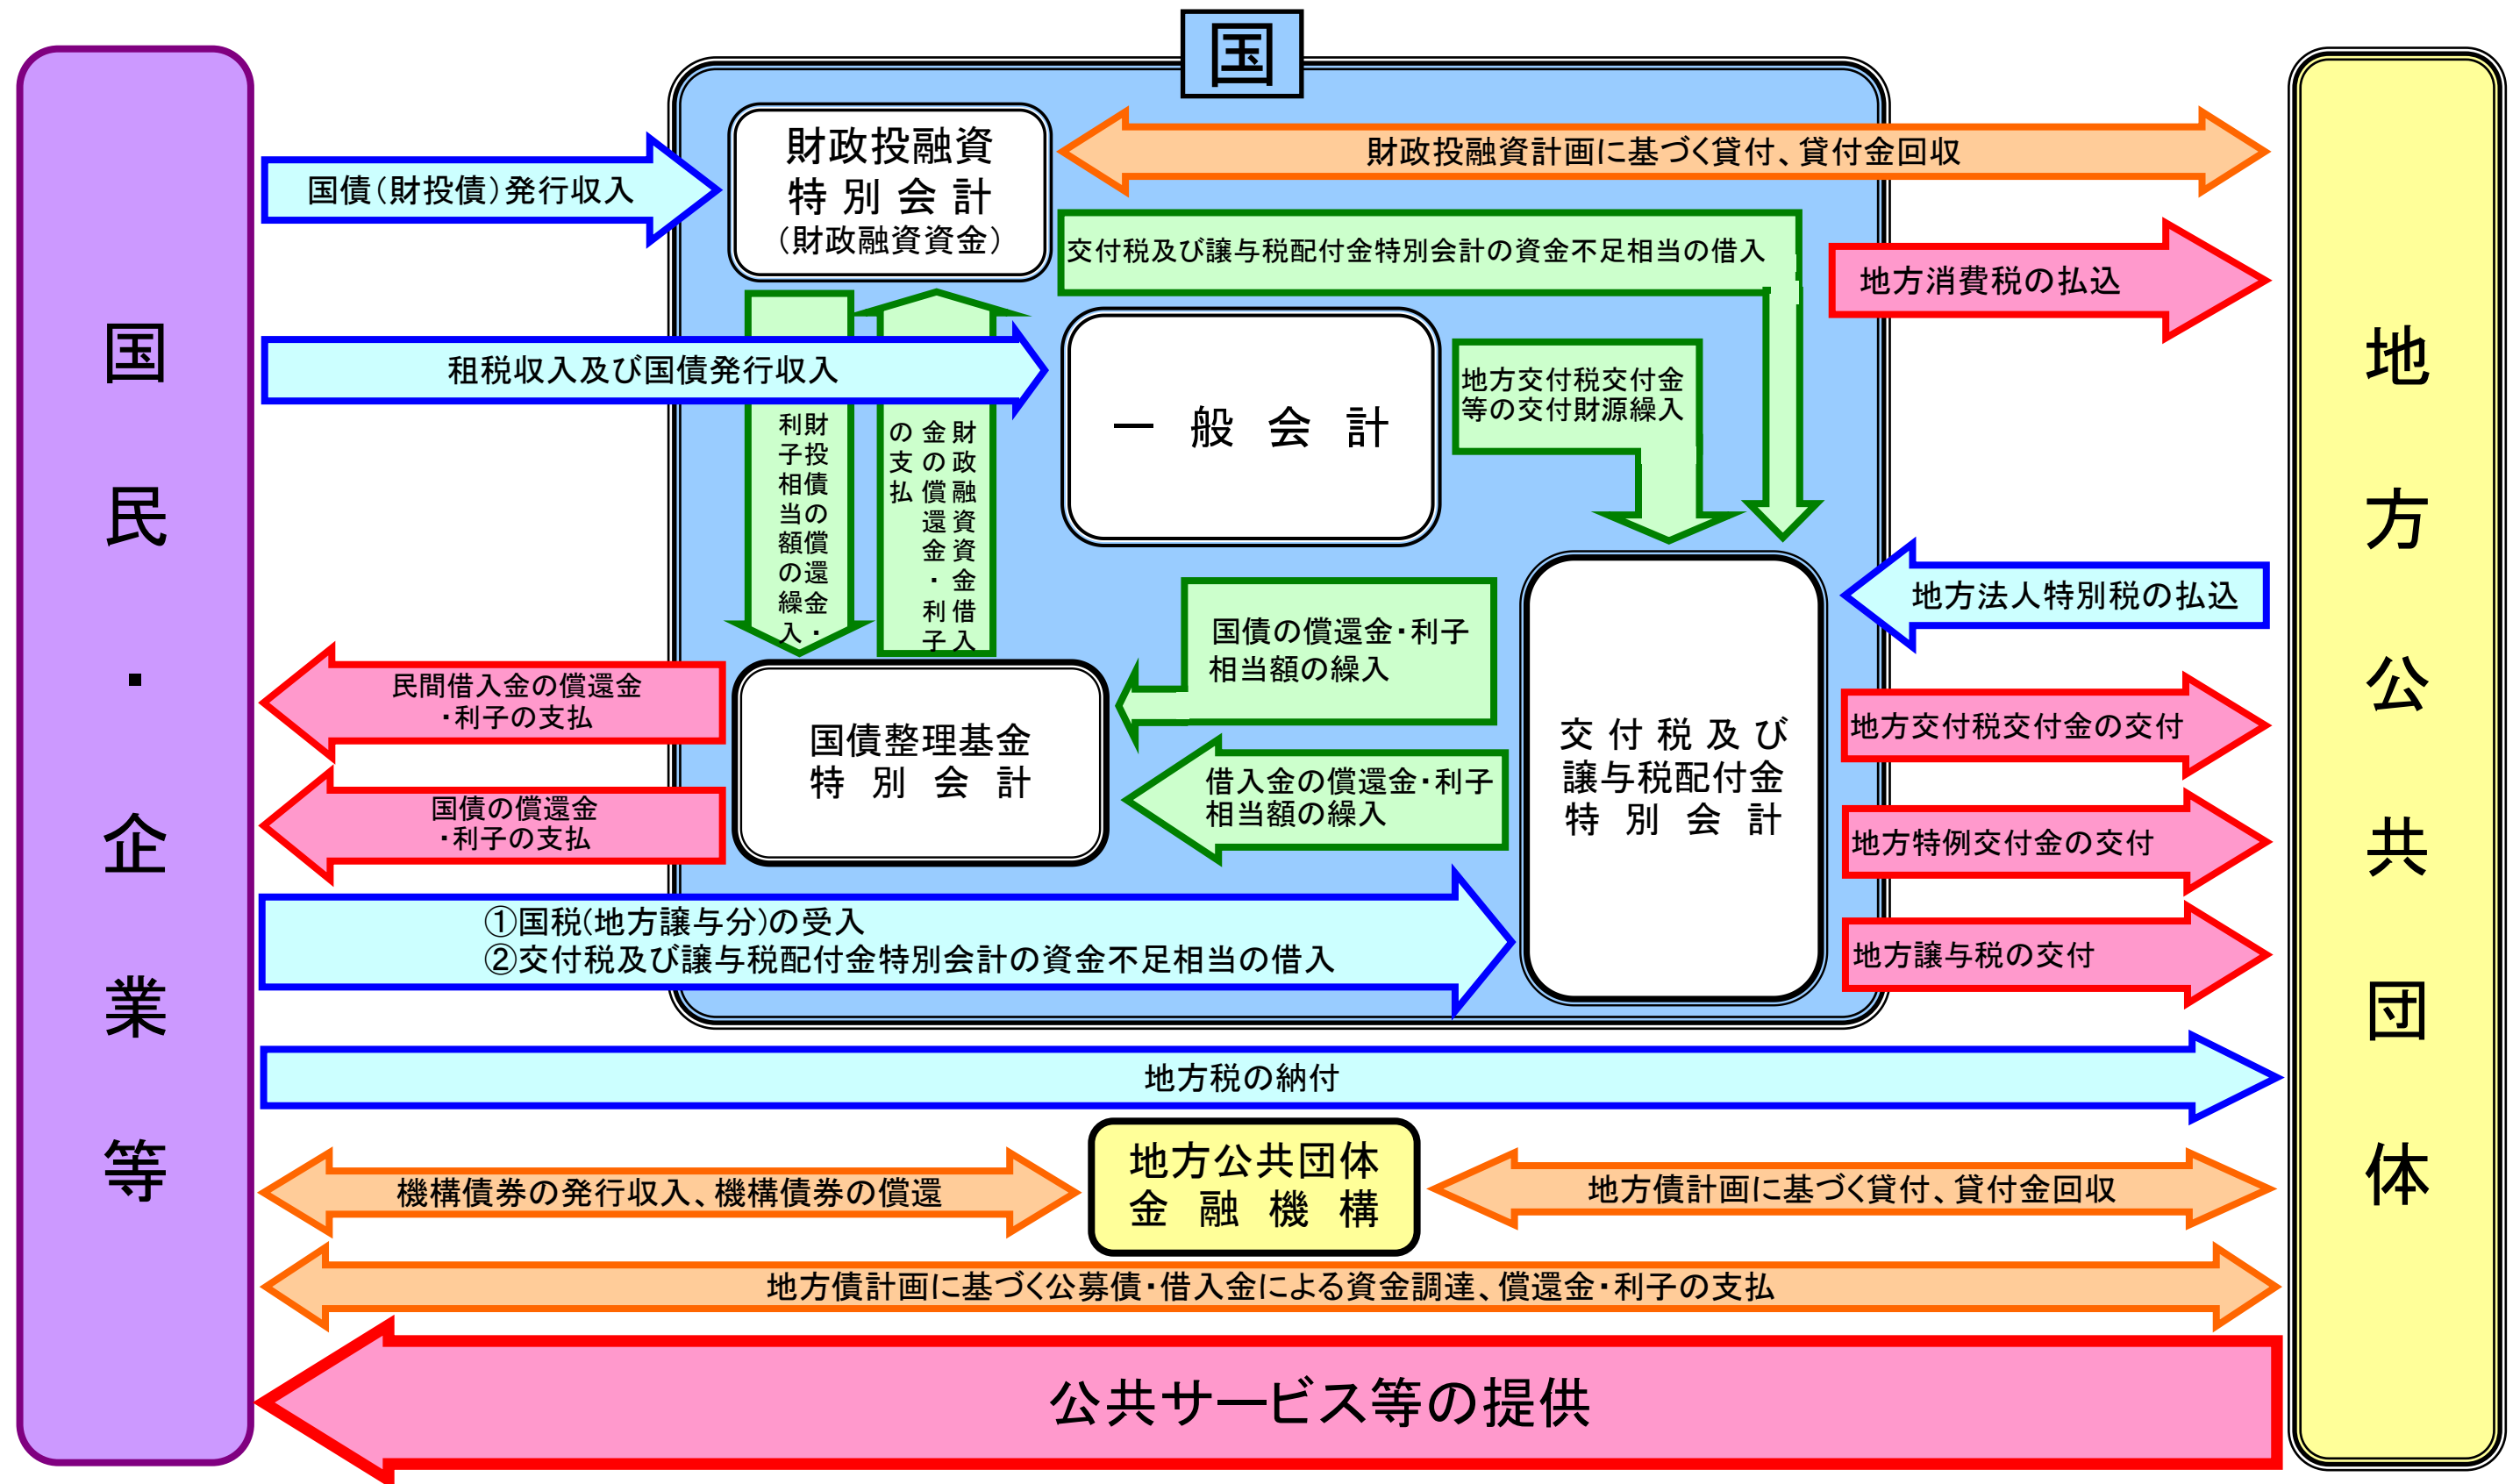 国
国民・企業等
地方公共団体
財政投融資
特別会計
（財政融資資金）
財政投融資計画に基づく貸付、貸付金回収
国債（財投債）発行収入
交付税及び譲与税配付金特別会計の資金不足相当の借入
地方消費税の払込
租税収入及び国債発行収入
一般会計
地方交付税交付金
等の交付財源繰入
財投債の償還金・
利子相当額の繰入
財政融資資金借入
金の償還金・利子
の支払
地方法人特別税の払込
国債の償還金・利子
相当額の繰入
民間借入金の償還金
・利子の支払
国債整理基金
特別会計
借入金の償還金・利子
相当額の繰入
交付税及び
譲与税配付金
特別会計
地方交付税交付金の交付
国債の償還金
・利子の支払
地方特例交付金の交付
①国税(地方譲与分)の受入
②交付税及び譲与税配付金特別会計の資金不足相当の借入
地方譲与税の交付
地方税の納付
地方公共団体
金融機構
機構債券の発行収入、機構債券の償還
地方債計画に基づく貸付、貸付金回収
地方債計画に基づく公募債・借入金による資金調達、償還金・利子の支払
公共サービス等の提供